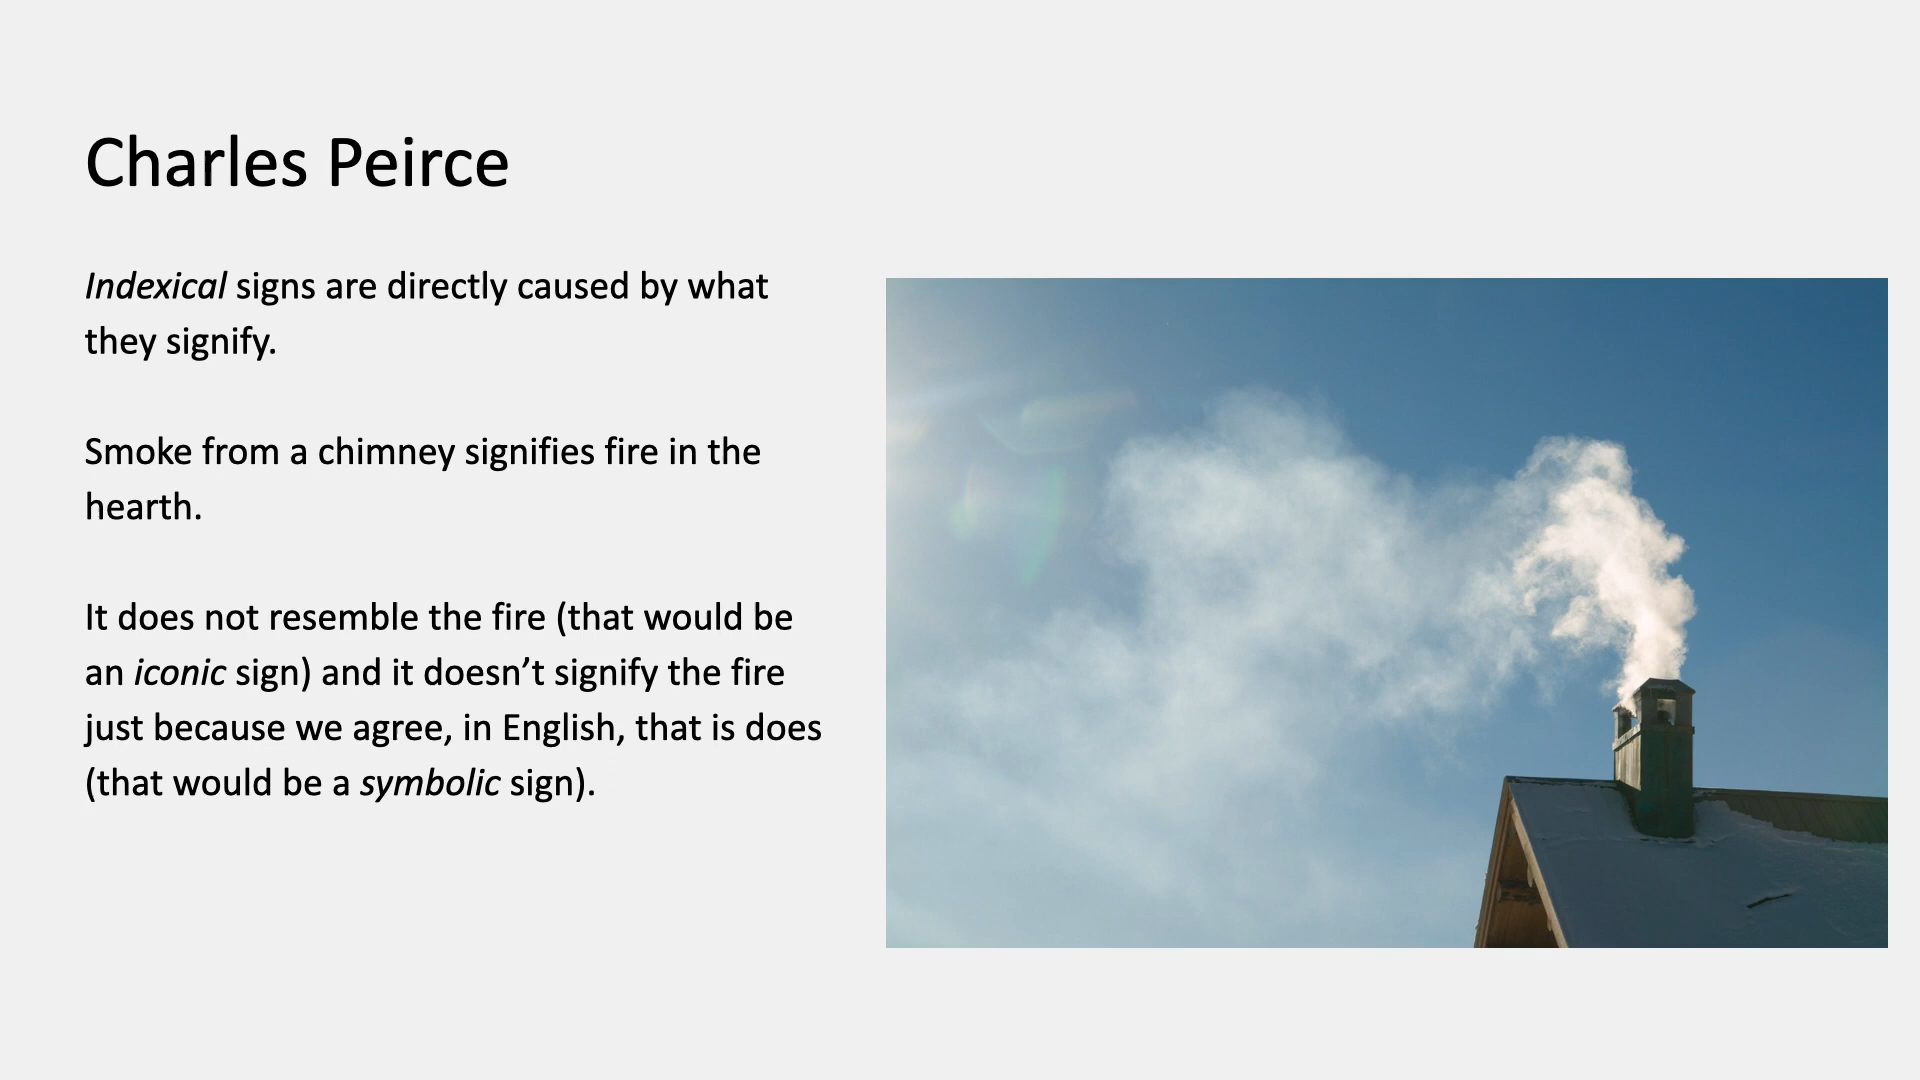 Charles Peirce
Indexical signs are directly caused by what
they signify.
Smoke from a chimney signifies fire in the
hearth.
It does not resemble the fire (that would be
an iconic sign) and it doesn’t signify the fire
just because we agree, in English, that is does
(that would be a symbolic sign).